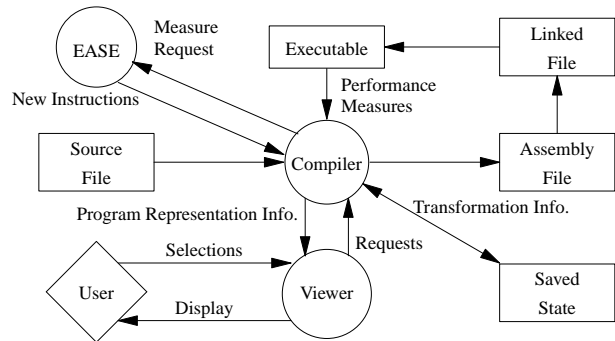 EASE
Measure
Request
Executable
Linked
File
New Instructions
Performance
Measures
Source
File
Compiler
Assembly
File
Program Representation Info.
Transformation Info.
Selections
Requests
User
Viewer
Display
Saved
State